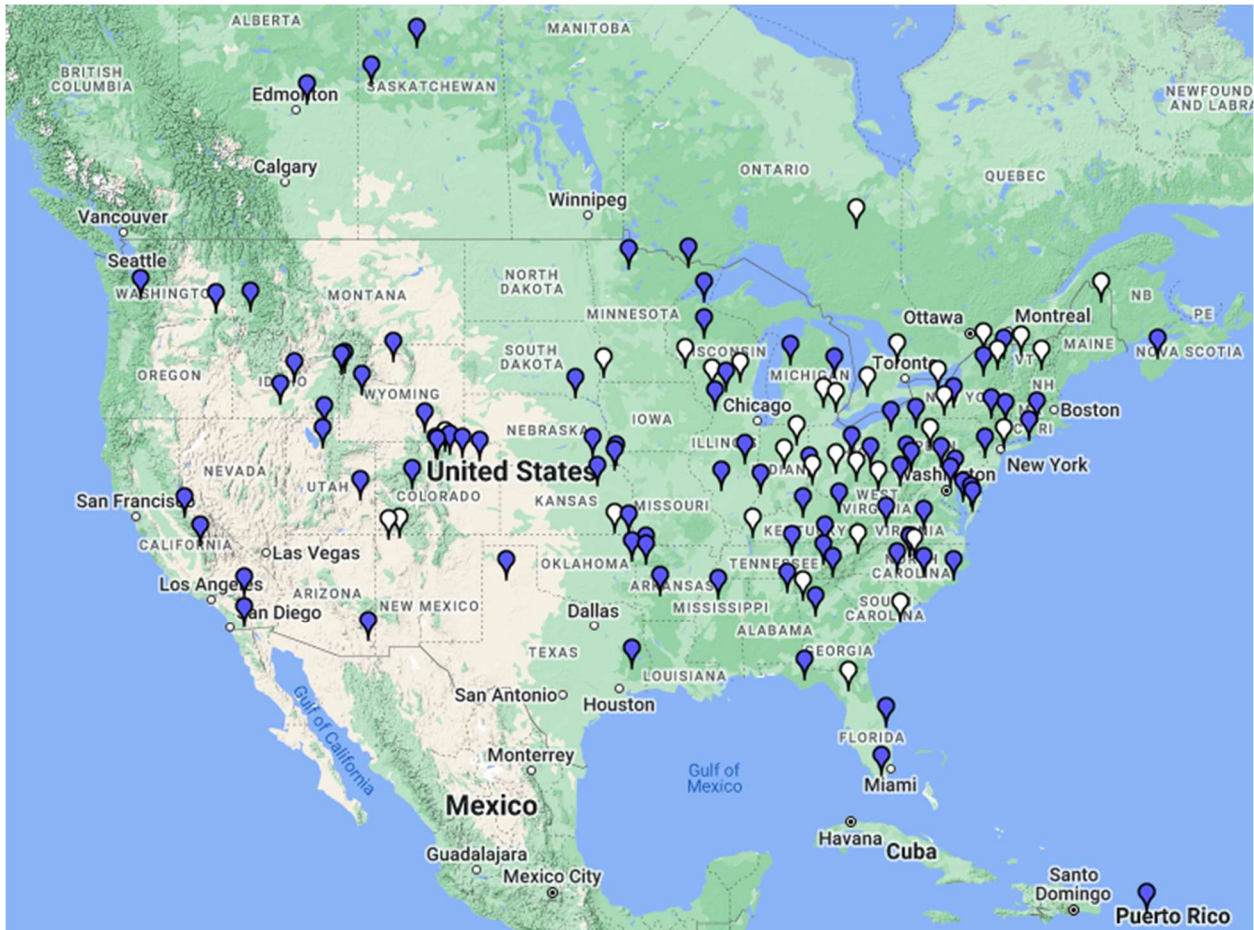 ALBERTA
MANITOBA
BRITISH
COLUMBIA
SASKATCHEWAN
Edmonton
NEWFOUND
AND LABRA
Calgary
ONTARIO
QUEBEC
Winnipeg
Vancouver
Seattle
WASHINGTO
MONTANA
NORTH
DAKOTA
NB
PE
MINNESOTA
Ottawa
Montreal
NOVA SCOTIA
MAINE
VT
SOUTH
DAKOTA
ISCONSIN
Toronto
MICHIGAN
OREGON
IDAHO
WYOMING
NH
Chicago
Boston
IOWA
NEBRASKA
ILLINOIS
CT RI
New York
United States
NEVADA
UTAH
COLORADO
KANSAS
MISSOURI
Washington
WEST
VIRGINIA
San Francisco
CALIFORNIA
Las Vegas
KENTUCKY
VIRGINIA
OKLAHOMA
TENNESSEE
NORTH
CAROLINA
Los Angeles
ARIZONA
NEW MEXICO
ARKANSAS
MISSISSIPPI
San Diego
Dallas
SOUTH
CAROLINA
ALABAMA
TEXAS
GEORGIA
LOUISIANA
San Antonio
Houston
Gulf of California
FLORIDA
Monterrey
Gulf of
Mexico
Miami
Mexico
Havana
Cuba
Guadalajara
Mexico City
Santo
Domingo
Puerto Rico